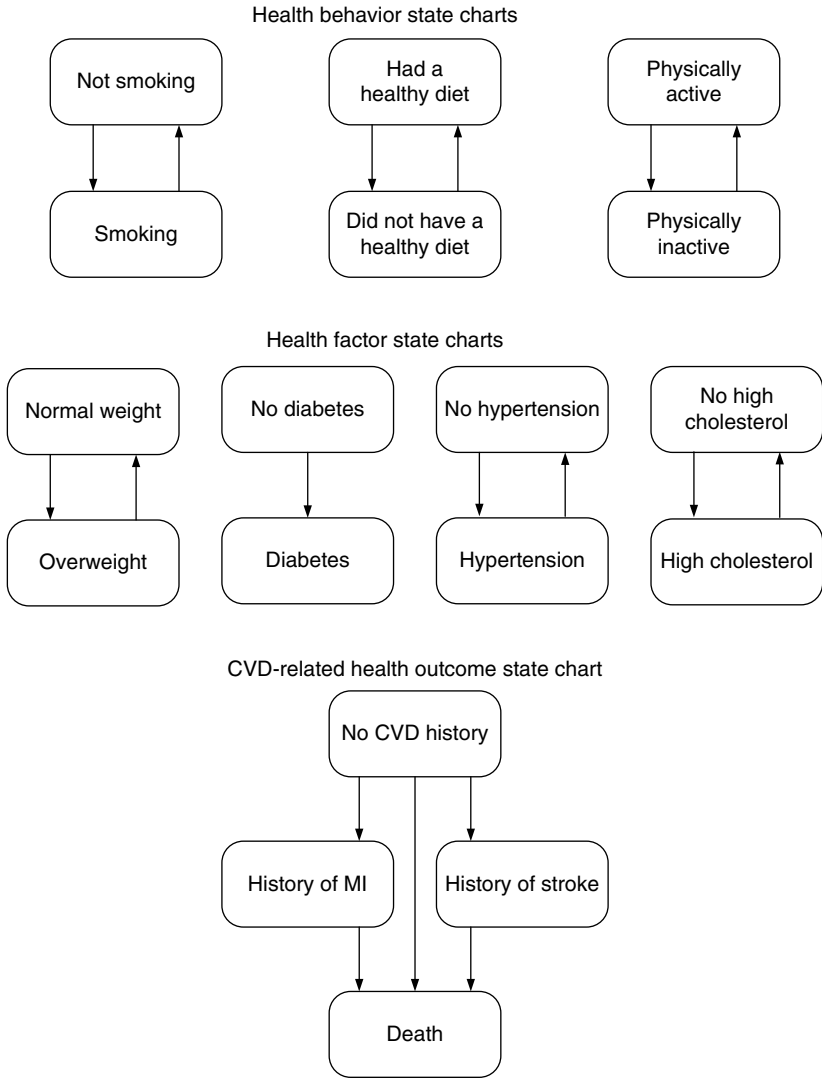 Health behavior state charts
Not smoking
Had a
healthy diet
Physically
active
Smoking
Did not have a
healthy diet
Physically
inactive
Health factor state charts
Normal weight
No diabetes
No hypertension
No high
cholesterol
Overweight
Diabetes
Hypertension
High cholesterol
CVD-related health outcome state chart
No CVD history
History of MI
History of stroke
Death